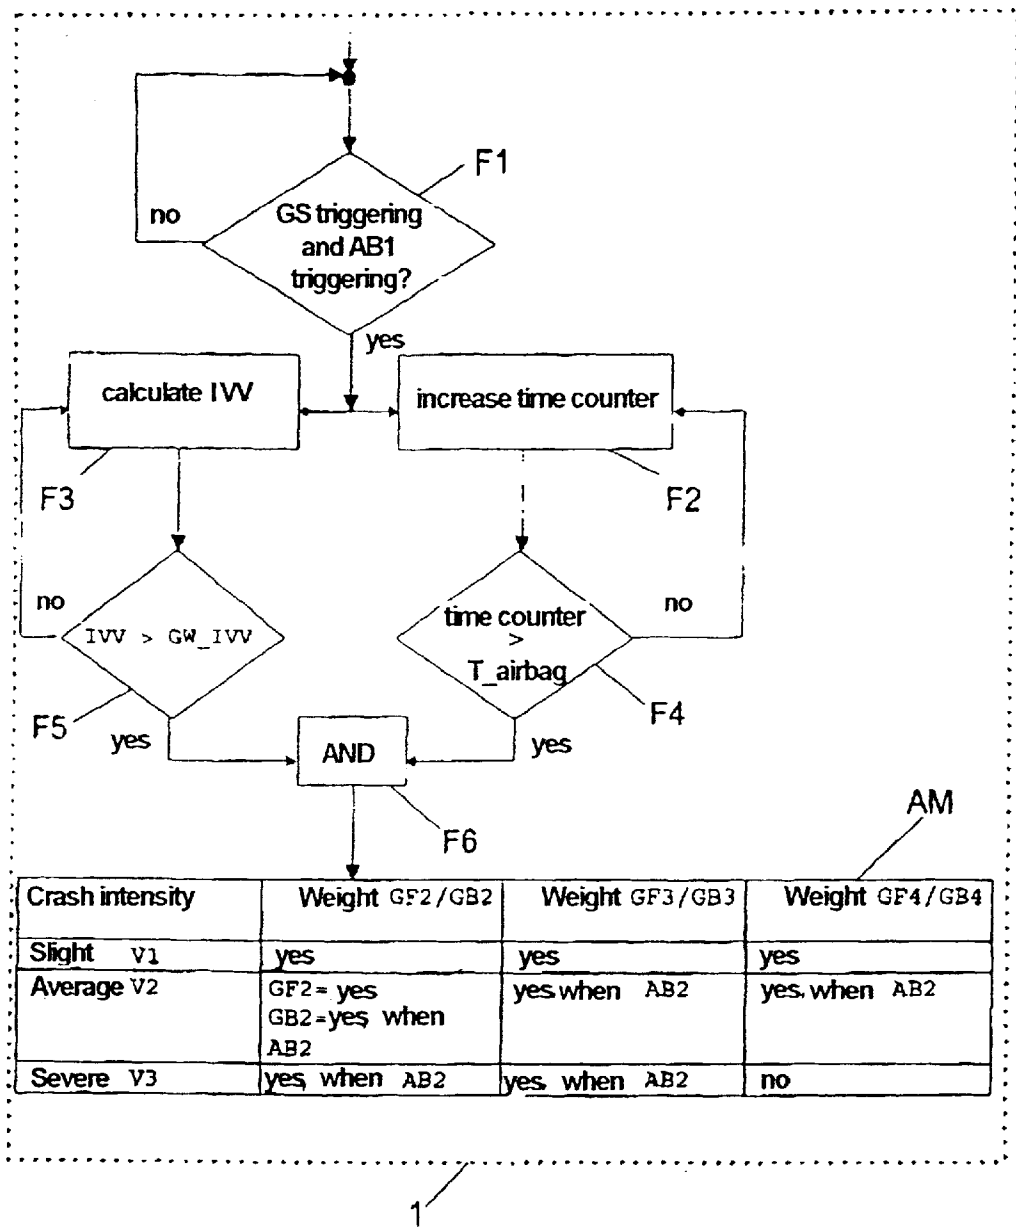 F1
no
GS triggering
and AB1
triggering?
yes
calculate IVV
increase time counter
F3
F2
no
IVV > GW_IVV
time counter
>
T_airbag
no
F5
yes
AND
yes
F4
F6
AM
Crash intensity
Weight GF2/GB2
Weight GF3/GB3
Weight GF4/GB4
Slight V1
yes
yes
yes
Average V2
GF2= yes
GB2=yes, when
AB2
yes, when AB2
yes, when AB2
Severe V3
yes, when AB2
yes, when AB2
no
1